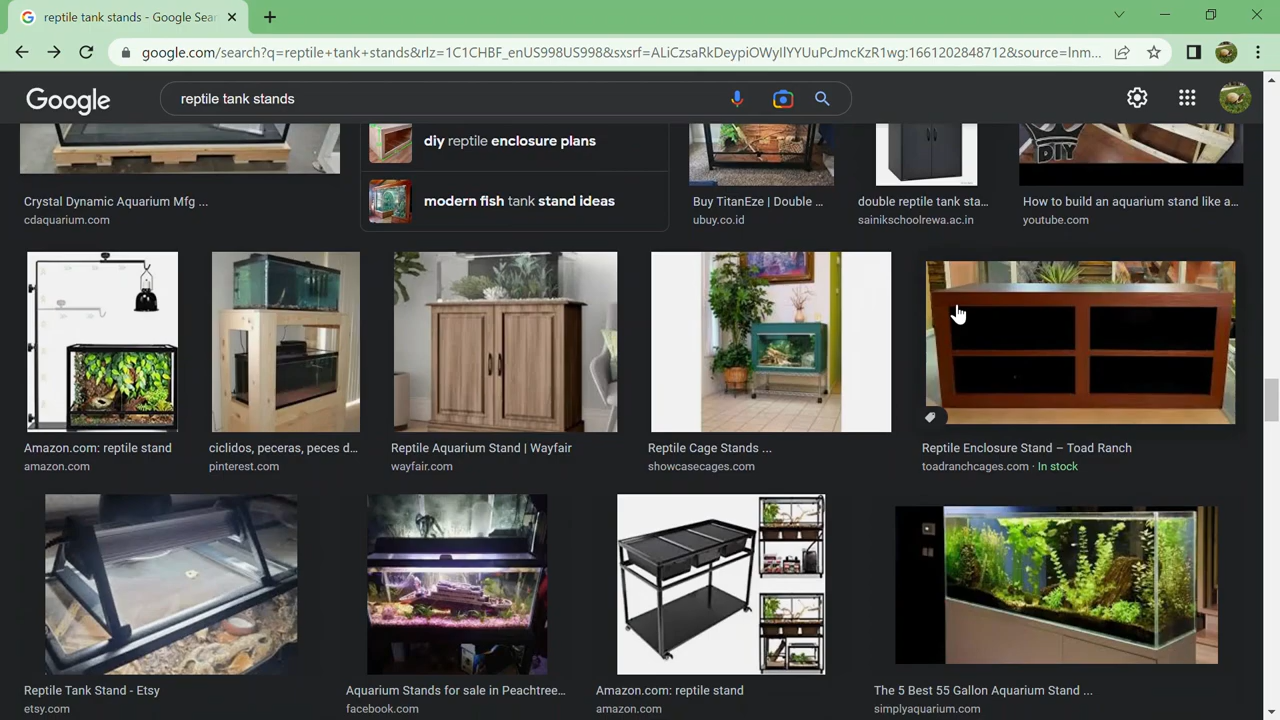 reptile tank stands - Google Sear
google.com/search?q=reptile+tank+stands&rlz=1C1CHBF_enUS998US998&sxsrf=ALiCzsaRkDeypiOWyIlYYUuPcJmcKzR1wg:1661202848712&source=lnm...
Google
reptile tank stands
diy reptile enclosure plans
modern fish tank stand ideas
DIY
Crystal Dynamic Aquarium Mfg ...
cdaquarium.com
Buy TitanEze | Double ...
ubuy.co.id
double reptile tank sta...
sainikschoolrewa.ac.in
How to build an aquarium stand like a...
youtube.com
Amazon.com: reptile stand
amazon.com
ciclidos, peceras, peces d...
pinterest.com
Reptile Aquarium Stand | Wayfair
wayfair.com
Reptile Cage Stands ...
showcasecages.com
Reptile Enclosure Stand – Toad Ranch
toadranchcages.com · In stock
Reptile Tank Stand - Etsy
etsy.com
Aquarium Stands for sale in Peachtree...
facebook.com
Amazon.com: reptile stand
amazon.com
The 5 Best 55 Gallon Aquarium Stand ...
simplyaquarium.com